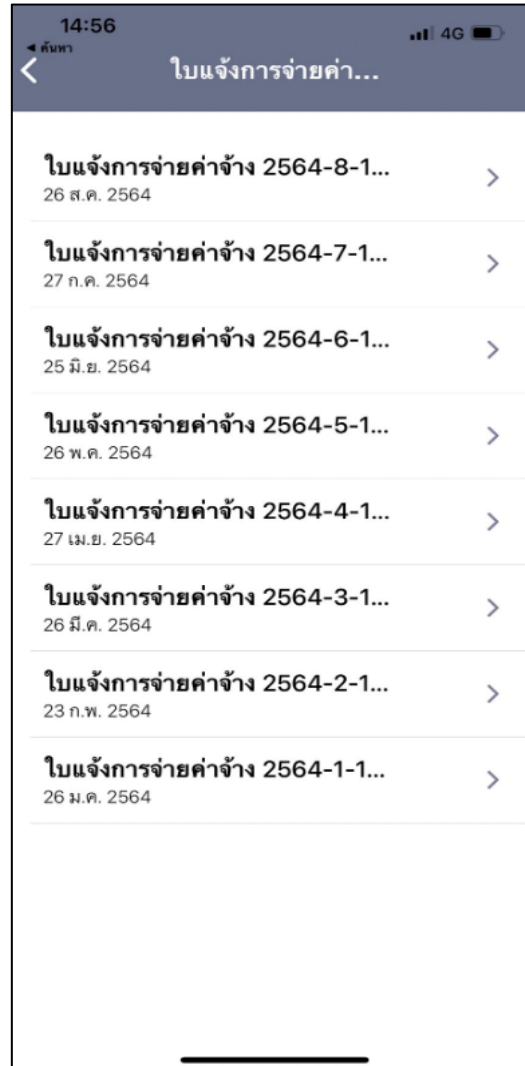 14:56
4G
◀ ค้นหา
ใบแจ้งการจ่ายค่า...
ใบแจ้งการจ่ายค่าจ้าง 2564-8-1...
26 ส.ค. 2564
ใบแจ้งการจ่ายค่าจ้าง 2564-7-1...
27 ก.ค. 2564
ใบแจ้งการจ่ายค่าจ้าง 2564-6-1...
25 มิ.ย. 2564
ใบแจ้งการจ่ายค่าจ้าง 2564-5-1...
26 พ.ค. 2564
ใบแจ้งการจ่ายค่าจ้าง 2564-4-1...
27 เม.ย. 2564
ใบแจ้งการจ่ายค่าจ้าง 2564-3-1...
26 มี.ค. 2564
ใบแจ้งการจ่ายค่าจ้าง 2564-2-1...
23 ก.พ. 2564
ใบแจ้งการจ่ายค่าจ้าง 2564-1-1...
26 ม.ค. 2564